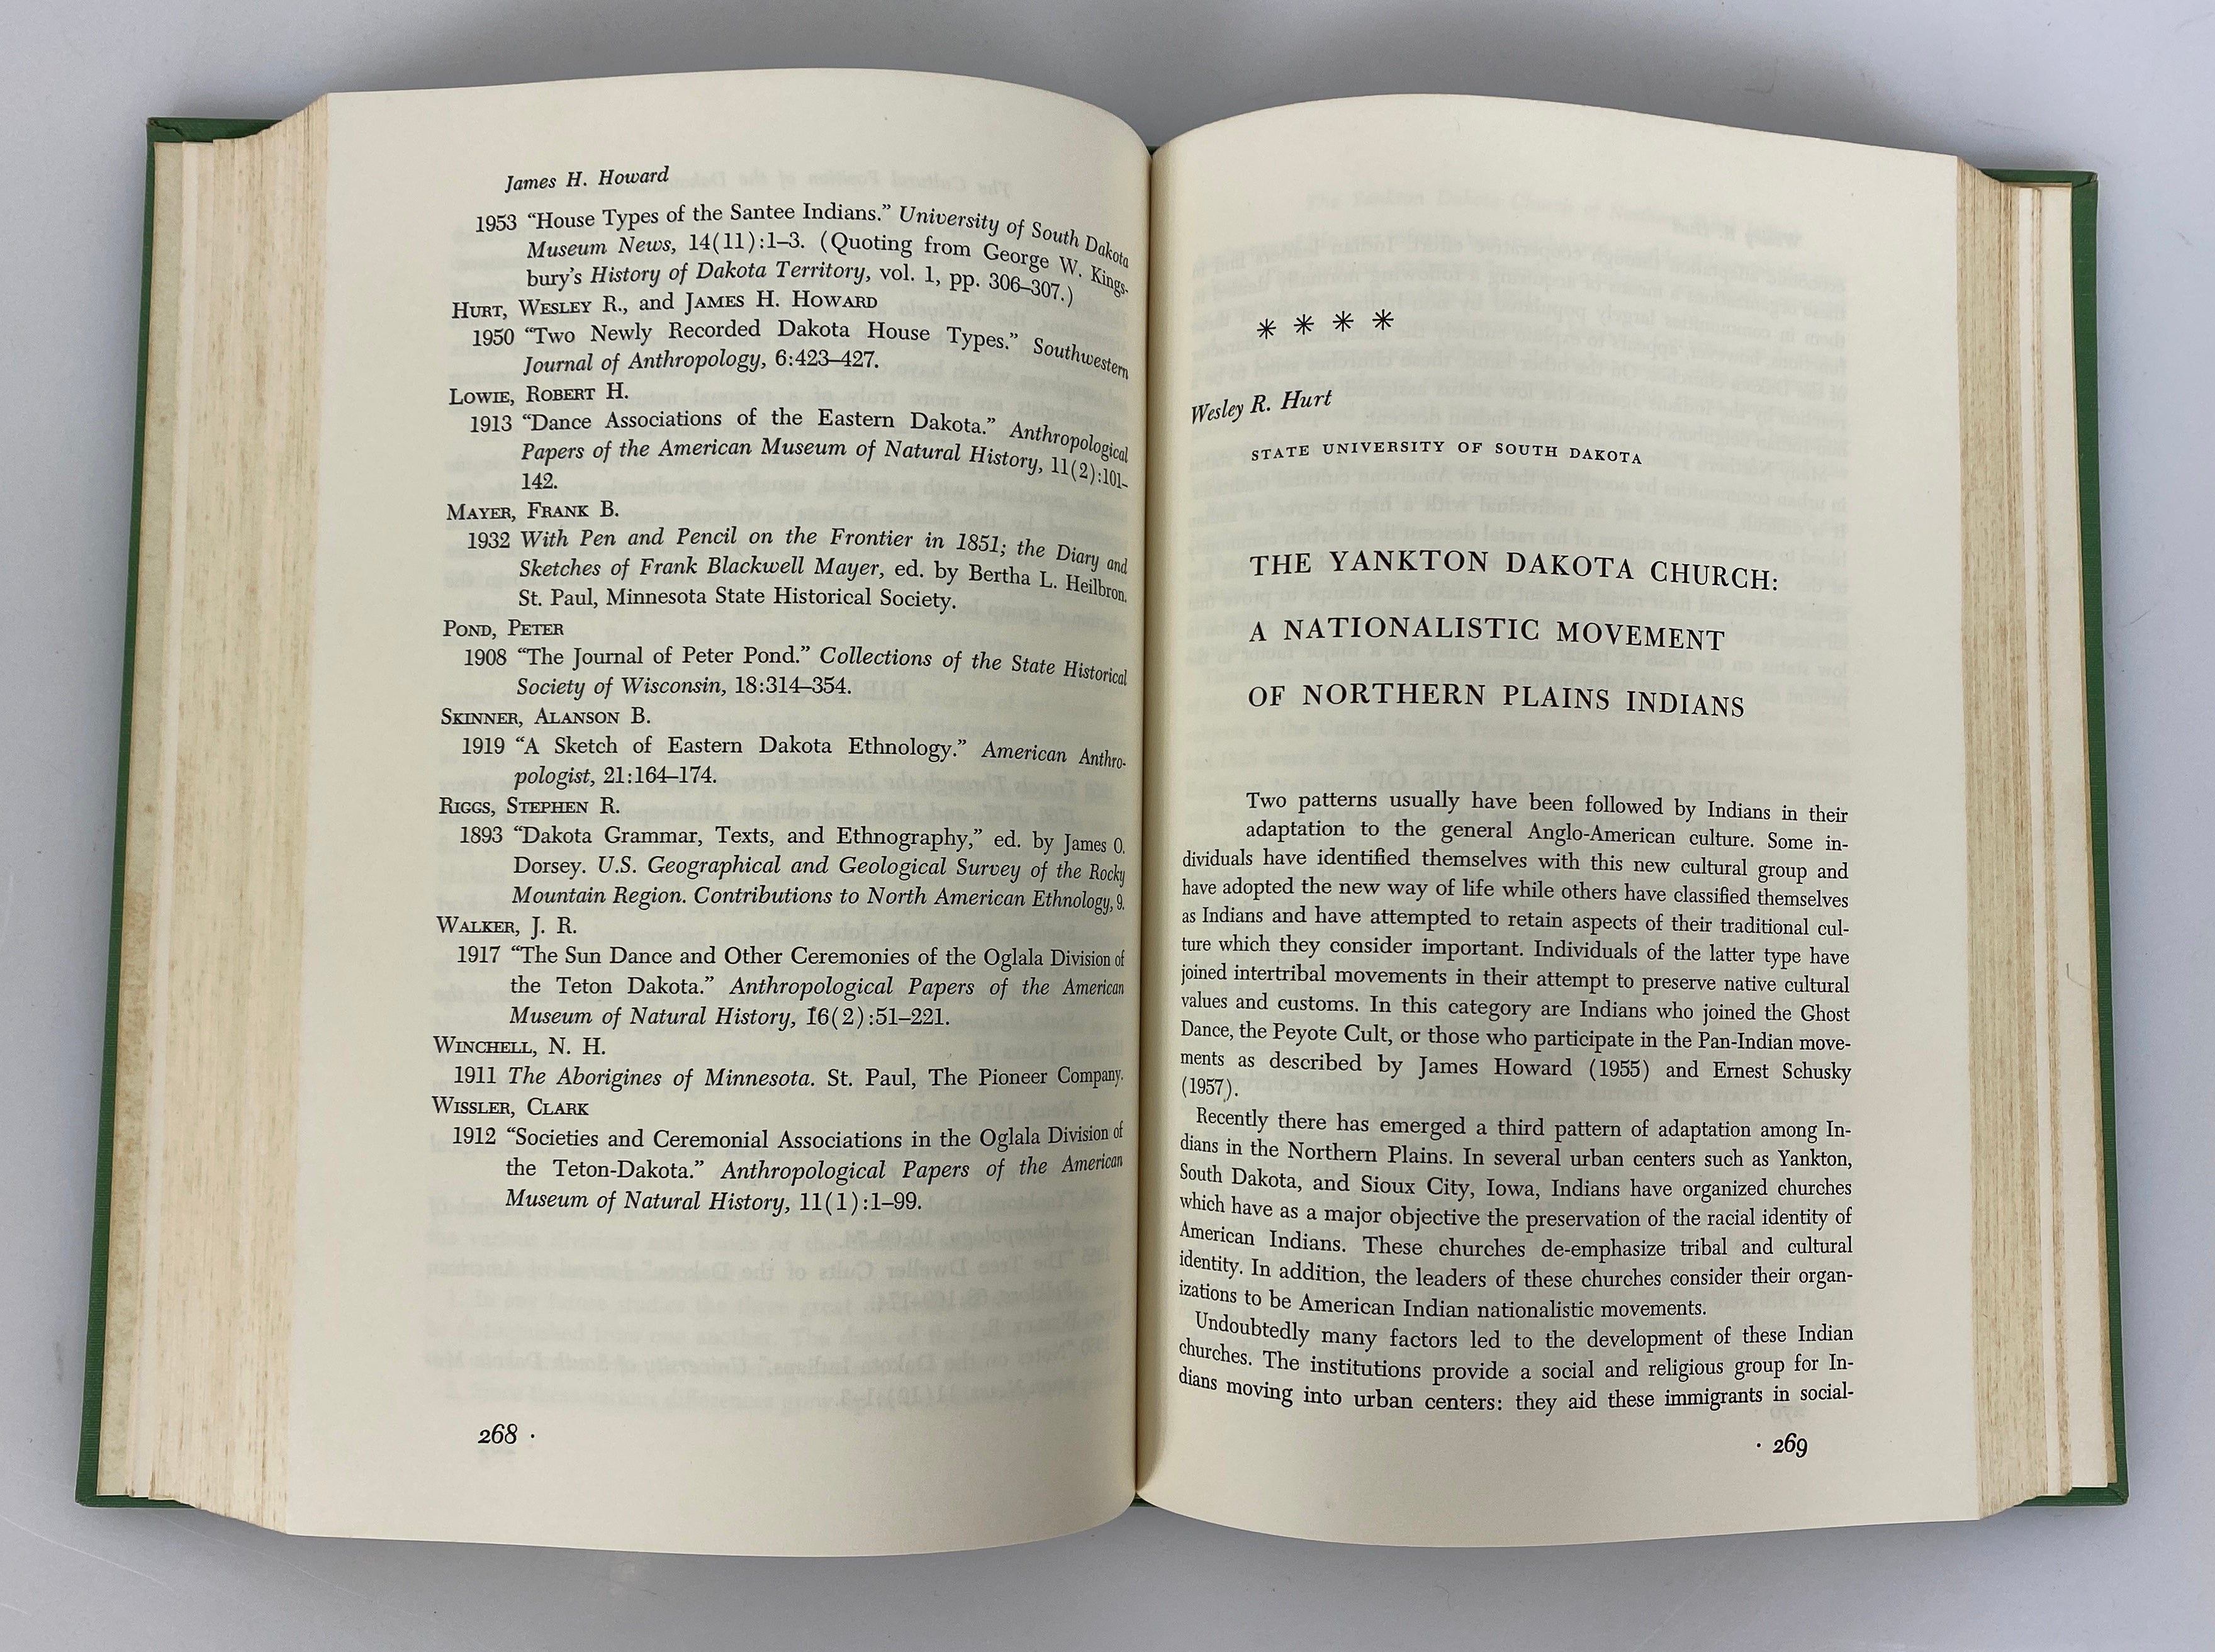 James H. Howard
1953 “House Types of the Santee Indians.” University of South Dakota
Museum News, 14(11):1–3. (Quoting from George W. Kings-
bury’s History of Dakota Territory, vol. 1, pp. 306–307.)
HURT, WESLEY R., and JAMES H. HOWARD
1950 “Two Newly Recorded Dakota House Types.” Southwestern
Journal of Anthropology, 6:423–427.
LOWIE, ROBERT H.
1913 “Dance Associations of the Eastern Dakota.” Anthropological
Papers of the American Museum of Natural History, 11(2):101–
142.
MAYER, FRANK B.
1932 With Pen and Pencil on the Frontier in 1851; the Diary and
Sketches of Frank Blackwell Mayer, ed. by Bertha L. Heilbron.
St. Paul, Minnesota State Historical Society.
POND, PETER
1908 “The Journal of Peter Pond.” Collections of the State Historical
Society of Wisconsin, 18:314–354.
SKINNER, ALANSON B.
1919 “A Sketch of Eastern Dakota Ethnology.” American Anthro-
pologist, 21:164–174.
RIGGS, STEPHEN R.
1893 “Dakota Grammar, Texts, and Ethnography,” ed. by James O.
Dorsey. U.S. Geographical and Geological Survey of the Rocky
Mountain Region. Contributions to North American Ethnology, 9.
WALKER, J. R.
1917 “The Sun Dance and Other Ceremonies of the Oglala Division of
the Teton Dakota.” Anthropological Papers of the American
Museum of Natural History, 16(2):51–221.
WINCHELL, N. H.
1911 The Aborigines of Minnesota. St. Paul, The Pioneer Company.
WISSLER, CLARK
1912 “Societies and Ceremonial Associations in the Oglala Division of
the Teton-Dakota.” Anthropological Papers of the American
Museum of Natural History, 11(1):1–99.
268 ·
✳ ✳ ✳ ✳
Wesley R. Hurt
STATE UNIVERSITY OF SOUTH DAKOTA
THE YANKTON DAKOTA CHURCH:
A NATIONALISTIC MOVEMENT
OF NORTHERN PLAINS INDIANS
Two patterns usually have been followed by Indians in their
adaptation to the general Anglo-American culture. Some in-
dividuals have identified themselves with this new cultural group and
have adopted the new way of life while others have classified themselves
as Indians and have attempted to retain aspects of their traditional cul-
ture which they consider important. Individuals of the latter type have
joined intertribal movements in their attempt to preserve native cultural
values and customs. In this category are Indians who joined the Ghost
Dance, the Peyote Cult, or those who participate in the Pan-Indian move-
ments as described by James Howard (1955) and Ernest Schusky
(1957).
Recently there has emerged a third pattern of adaptation among In-
dians in the Northern Plains. In several urban centers such as Yankton,
South Dakota, and Sioux City, Iowa, Indians have organized churches
which have as a major objective the preservation of the racial identity of
American Indians. These churches de-emphasize tribal and cultural
identity. In addition, the leaders of these churches consider their organ-
izations to be American Indian nationalistic movements.
Undoubtedly many factors led to the development of these Indian
churches. The institutions provide a social and religious group for In-
dians moving into urban centers: they aid these immigrants in social-
· 269